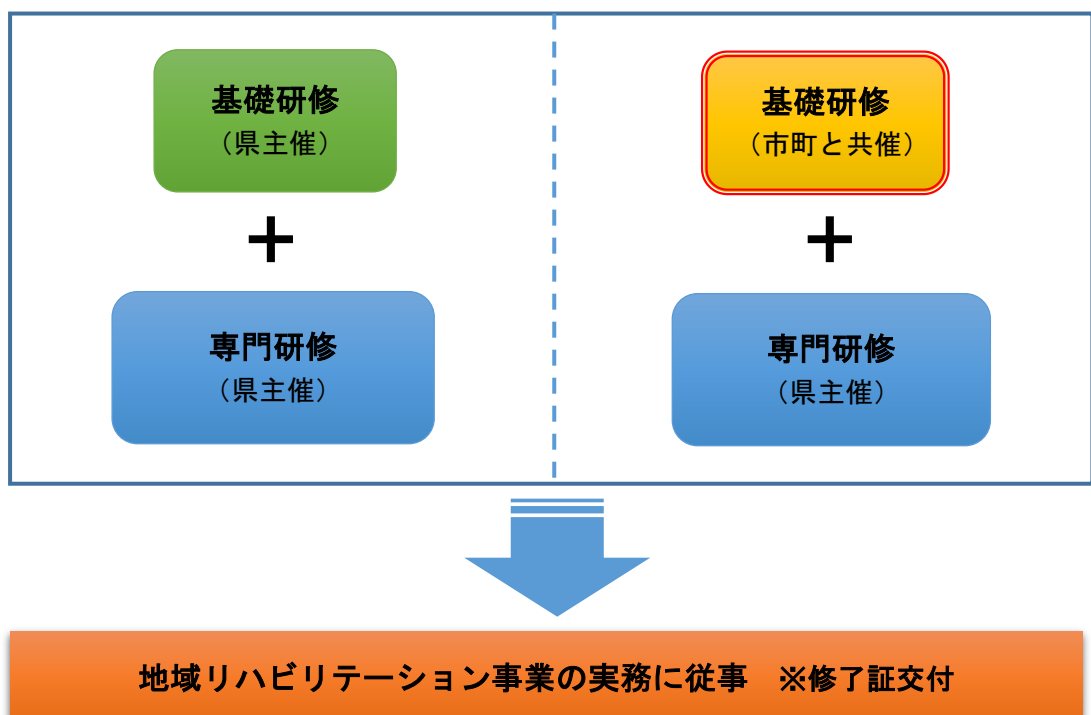 基礎研修
（県主催）
＋
専門研修
（県主催）
基礎研修
（市町と共催）
＋
専門研修
（県主催）
地域リハビリテーション事業の実務に従事　※修了証交付